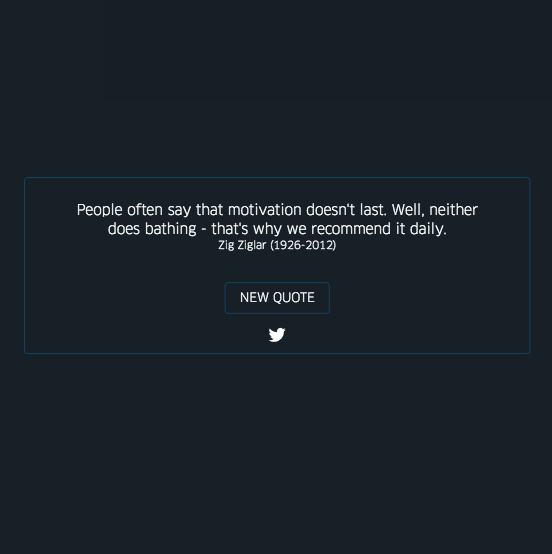 People often say that motivation doesn't last. Well, neither
does bathing - that's why we recommend it daily.
Zig Ziglar (1926-2012)
NEW QUOTE